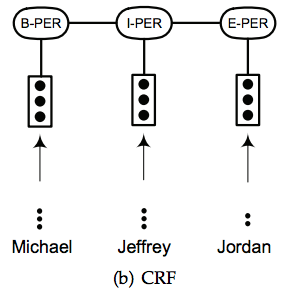 B-PER I-PER E-PER
Michael Jeffrey Jordan
(b) CRF